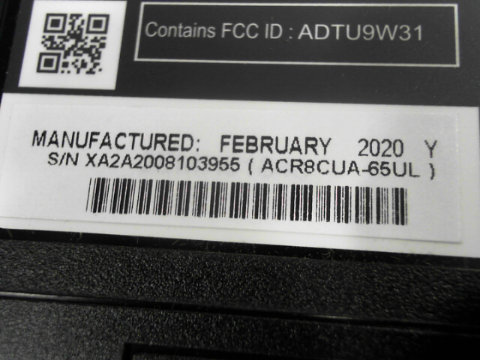 Contains FCC ID : ADTU9W31
MANUFACTURED: FEBRUARY 2020 Y
S/N XA2A2008103955 ( ACR8CUA-65UL )